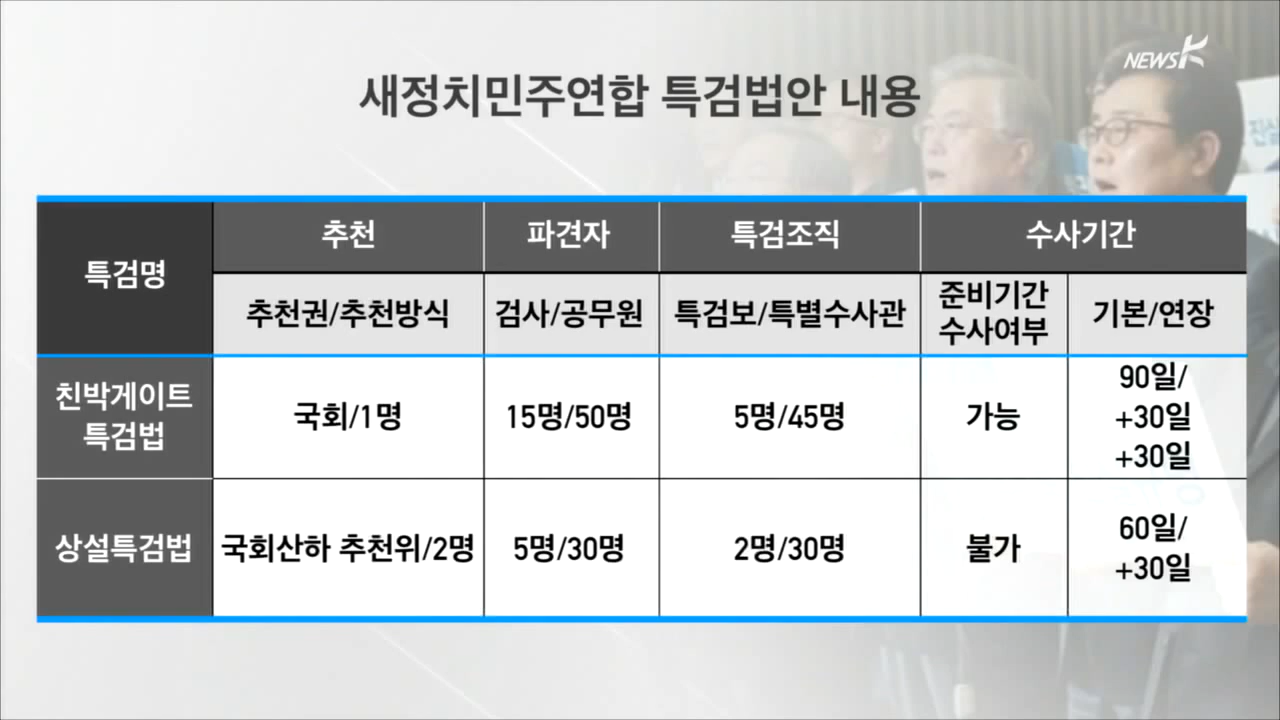 NEWS K
새정치민주연합 특검법안 내용
진실
특검명
추천
파견자
특검조직
수사기간
추천권/추천방식
검사/공무원
특검보/특별수사관
준비기간
수사여부
기본/연장
친박게이트
특검법
국회/1명
15명/50명
5명/45명
가능
90일/
+30일
+30일
상설특검법
국회산하 추천위/2명
5명/30명
2명/30명
불가
60일/
+30일